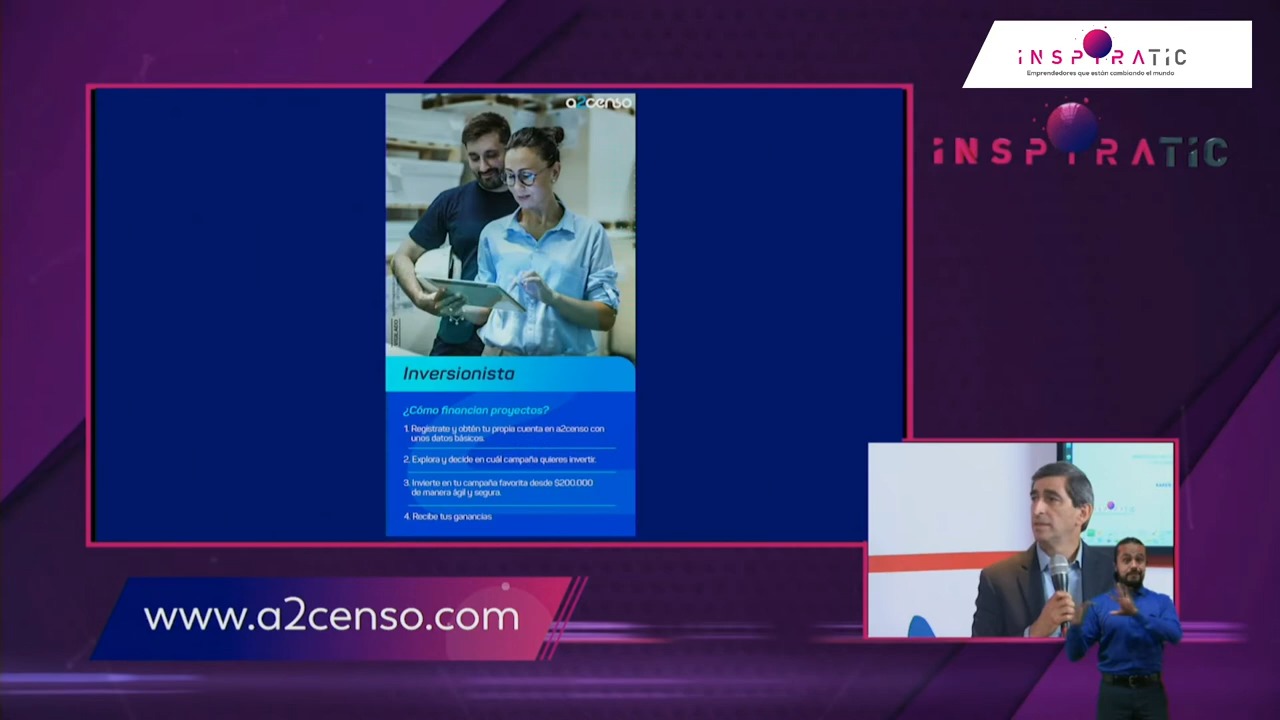 INSPIRATIC
Emprendedores que están cambiando el mundo
INSPIRATIC
a2censo
Inversionista
¿Cómo financian proyectos?
1. Regístrate y obtén tu propia cuenta en a2censo con
unos datos básicos.
2. Explora y decide en cuál campaña quieres invertir.
3. Invierte en tu campaña favorita desde $200.000
de manera ágil y segura.
4. Recibe tus ganancias
www.a2censo.com